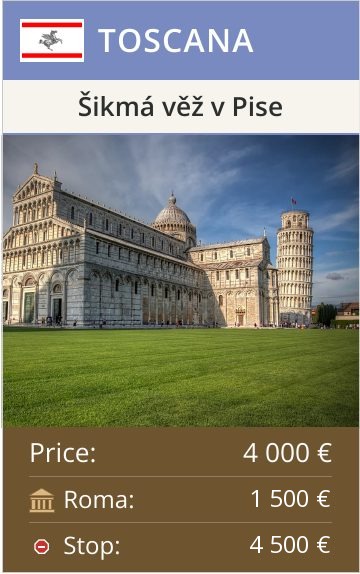 TOSCANA
Šikmá věž v Pise
Price: 4 000 €
Roma: 1 500 €
Stop: 4 500 €